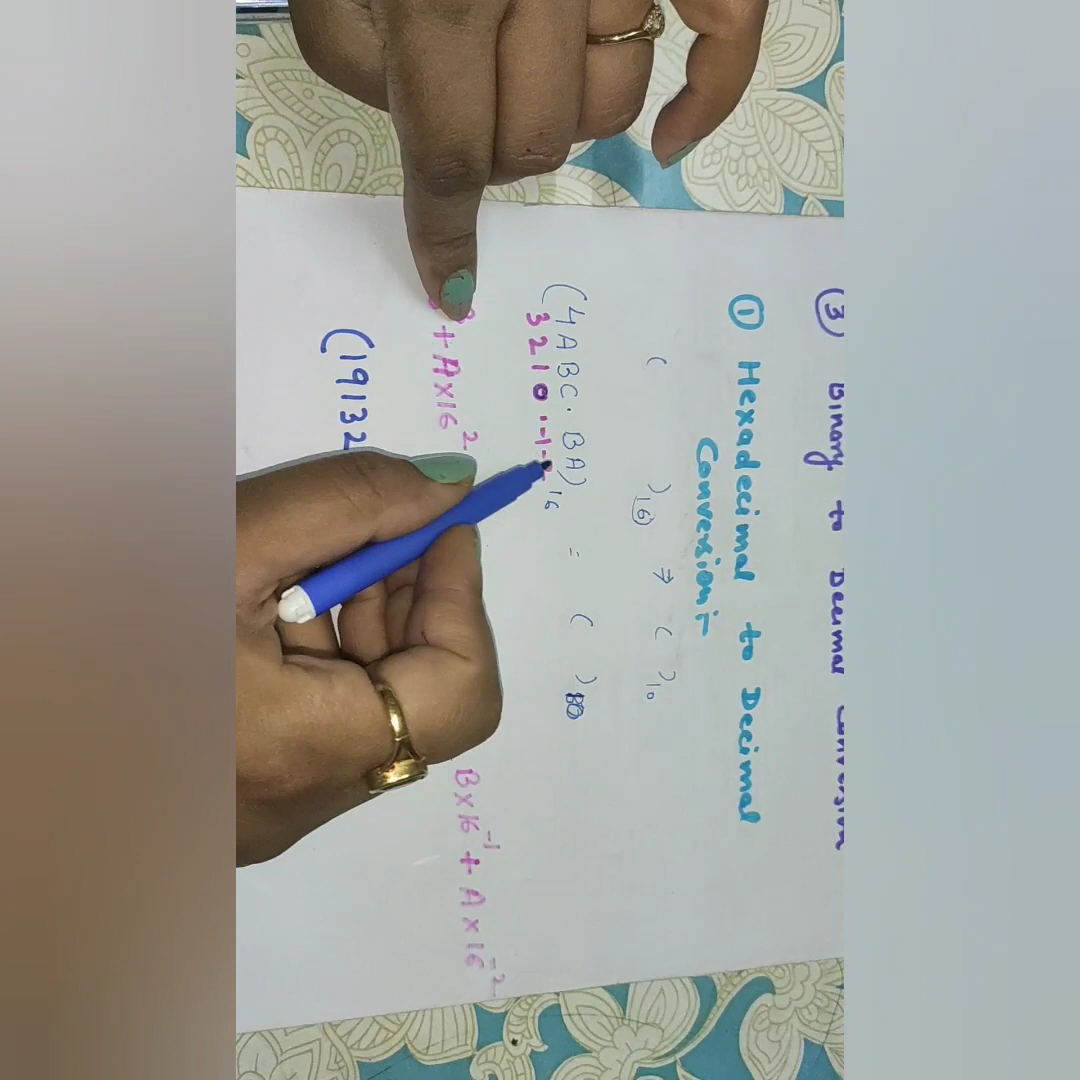 ③ Binary to Decimal Conversion
① Hexadecimal to Decimal
Conversion:-
( )16 → ( )10
(4ABC.BA)16 = ( )10
3 2 1 0 . -1 -2
3 + A×16² B×16⁻¹ + A×16⁻²
(19132